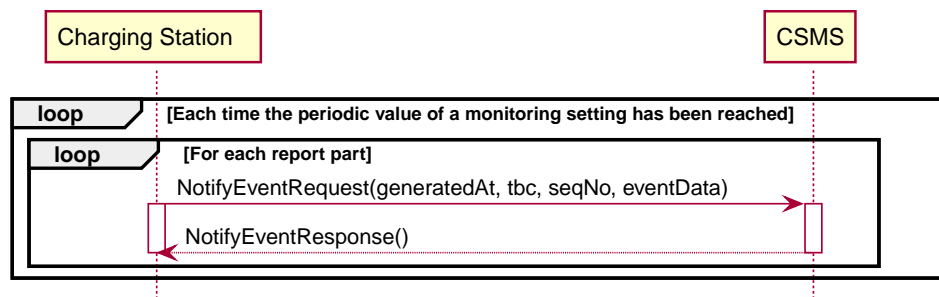 Charging Station
CSMS
loop
[Each time the periodic value of a monitoring setting has been reached]
loop
[For each report part]
NotifyEventRequest(generatedAt, tbc, seqNo, eventData)
NotifyEventResponse()